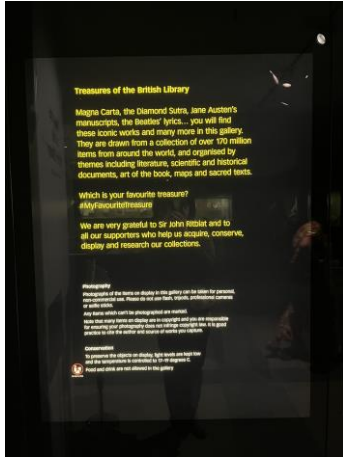 Treasures of the British Library
Magna Carta, the Diamond Sutra, Jane Austen's
manuscripts, the Beatles' lyrics... you will find
these iconic works and many more in this gallery.
They are drawn from a collection of over 170 million
items from around the world, and organised by
themes including literature, scientific and historical
documents, art of the book, maps and sacred texts.
Which is your favourite treasure?
#MyFavouriteTreasure
We are very grateful to Sir John Ritblat and to
all our supporters who help us acquire, conserve,
display and research our collections.
Photography
Photographs of the items on display in this gallery can be taken for personal,
non-commercial use. Please do not use flash, tripods, professional cameras
or selfie sticks.
Any items which can't be photographed are marked.
Note that many items on display are in copyright and you are responsible
for ensuring your photography does not infringe copyright law. It is good
practice to cite the author and source of works you capture.
Conservation
To preserve the objects on display, light levels are kept low
and the temperature is controlled to 17-19 degrees C.
Food and drink are not allowed in the gallery